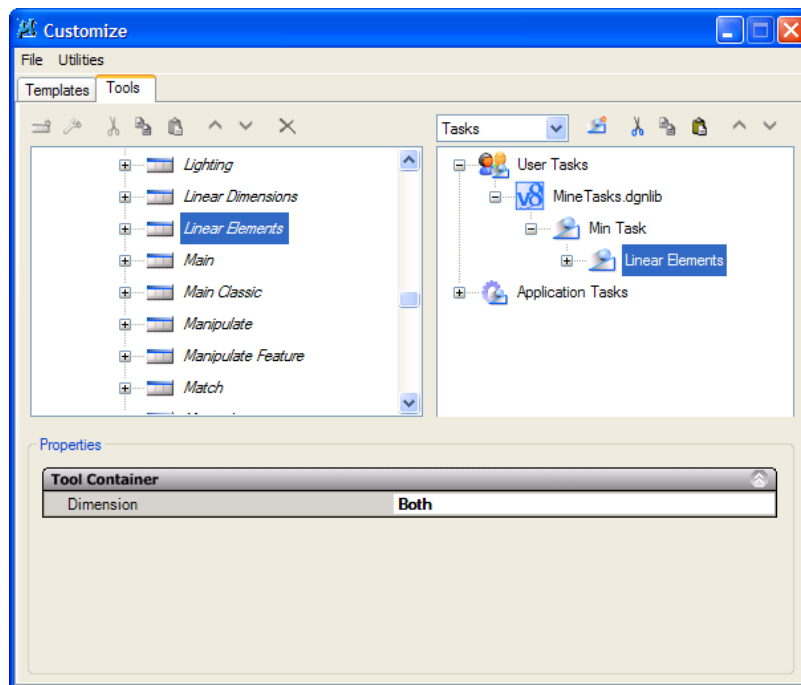 Customize
File Utilities
Templates Tools
Tasks
Lighting
Linear Dimensions
Linear Elements
Main
Main Classic
Manipulate
Manipulate Feature
Match
User Tasks
V8 MineTasks.dgnlib
Min Task
Linear Elements
Application Tasks
Properties
Tool Container
Dimension Both